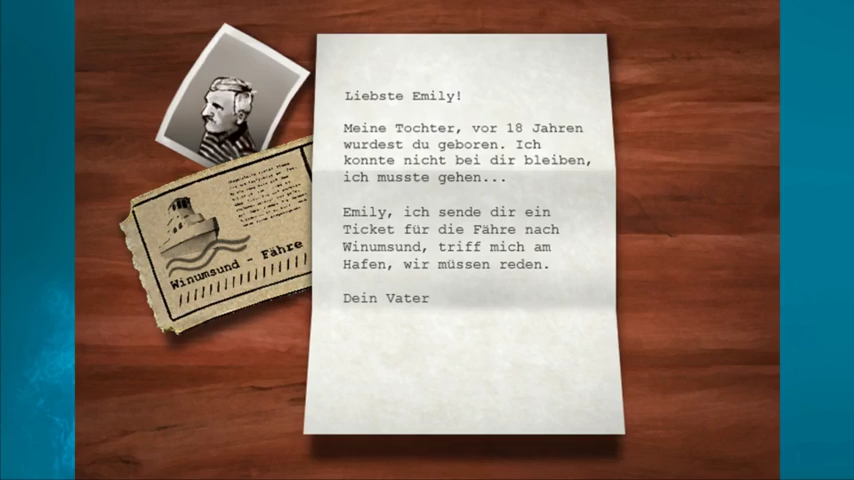 Liebste Emily!
Meine Tochter, vor 18 Jahren
wurdest du geboren. Ich
konnte nicht bei dir bleiben,
ich musste gehen...
Emily, ich sende dir ein
Ticket für die Fähre nach
Winumsund, triff mich am
Hafen, wir müssen reden.
Dein Vater
Winumsund - Fähre